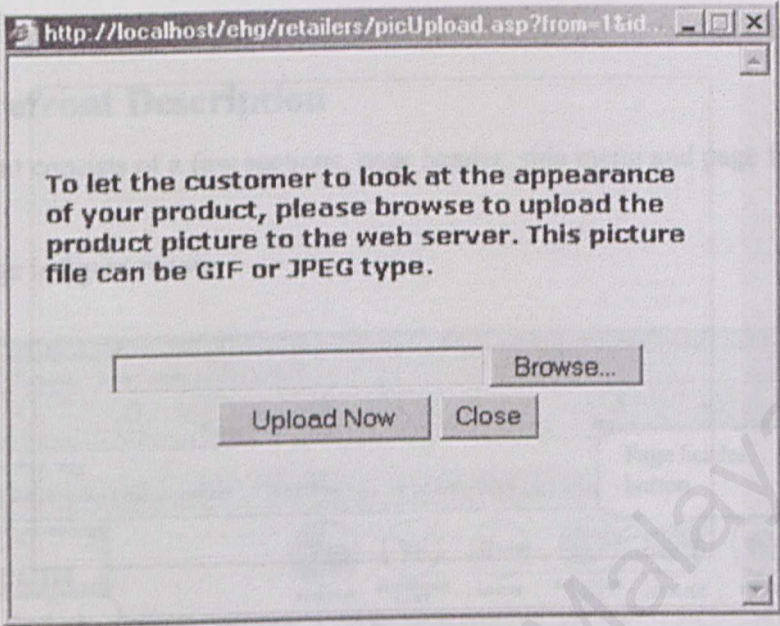 http://localhost/ehg/retailers/picUpload.asp?from=1&id...
To let the customer to look at the appearance
of your product, please browse to upload the
product picture to the web server. This picture
file can be GIF or JPEG type.
Browse...
Upload Now Close
Malaya